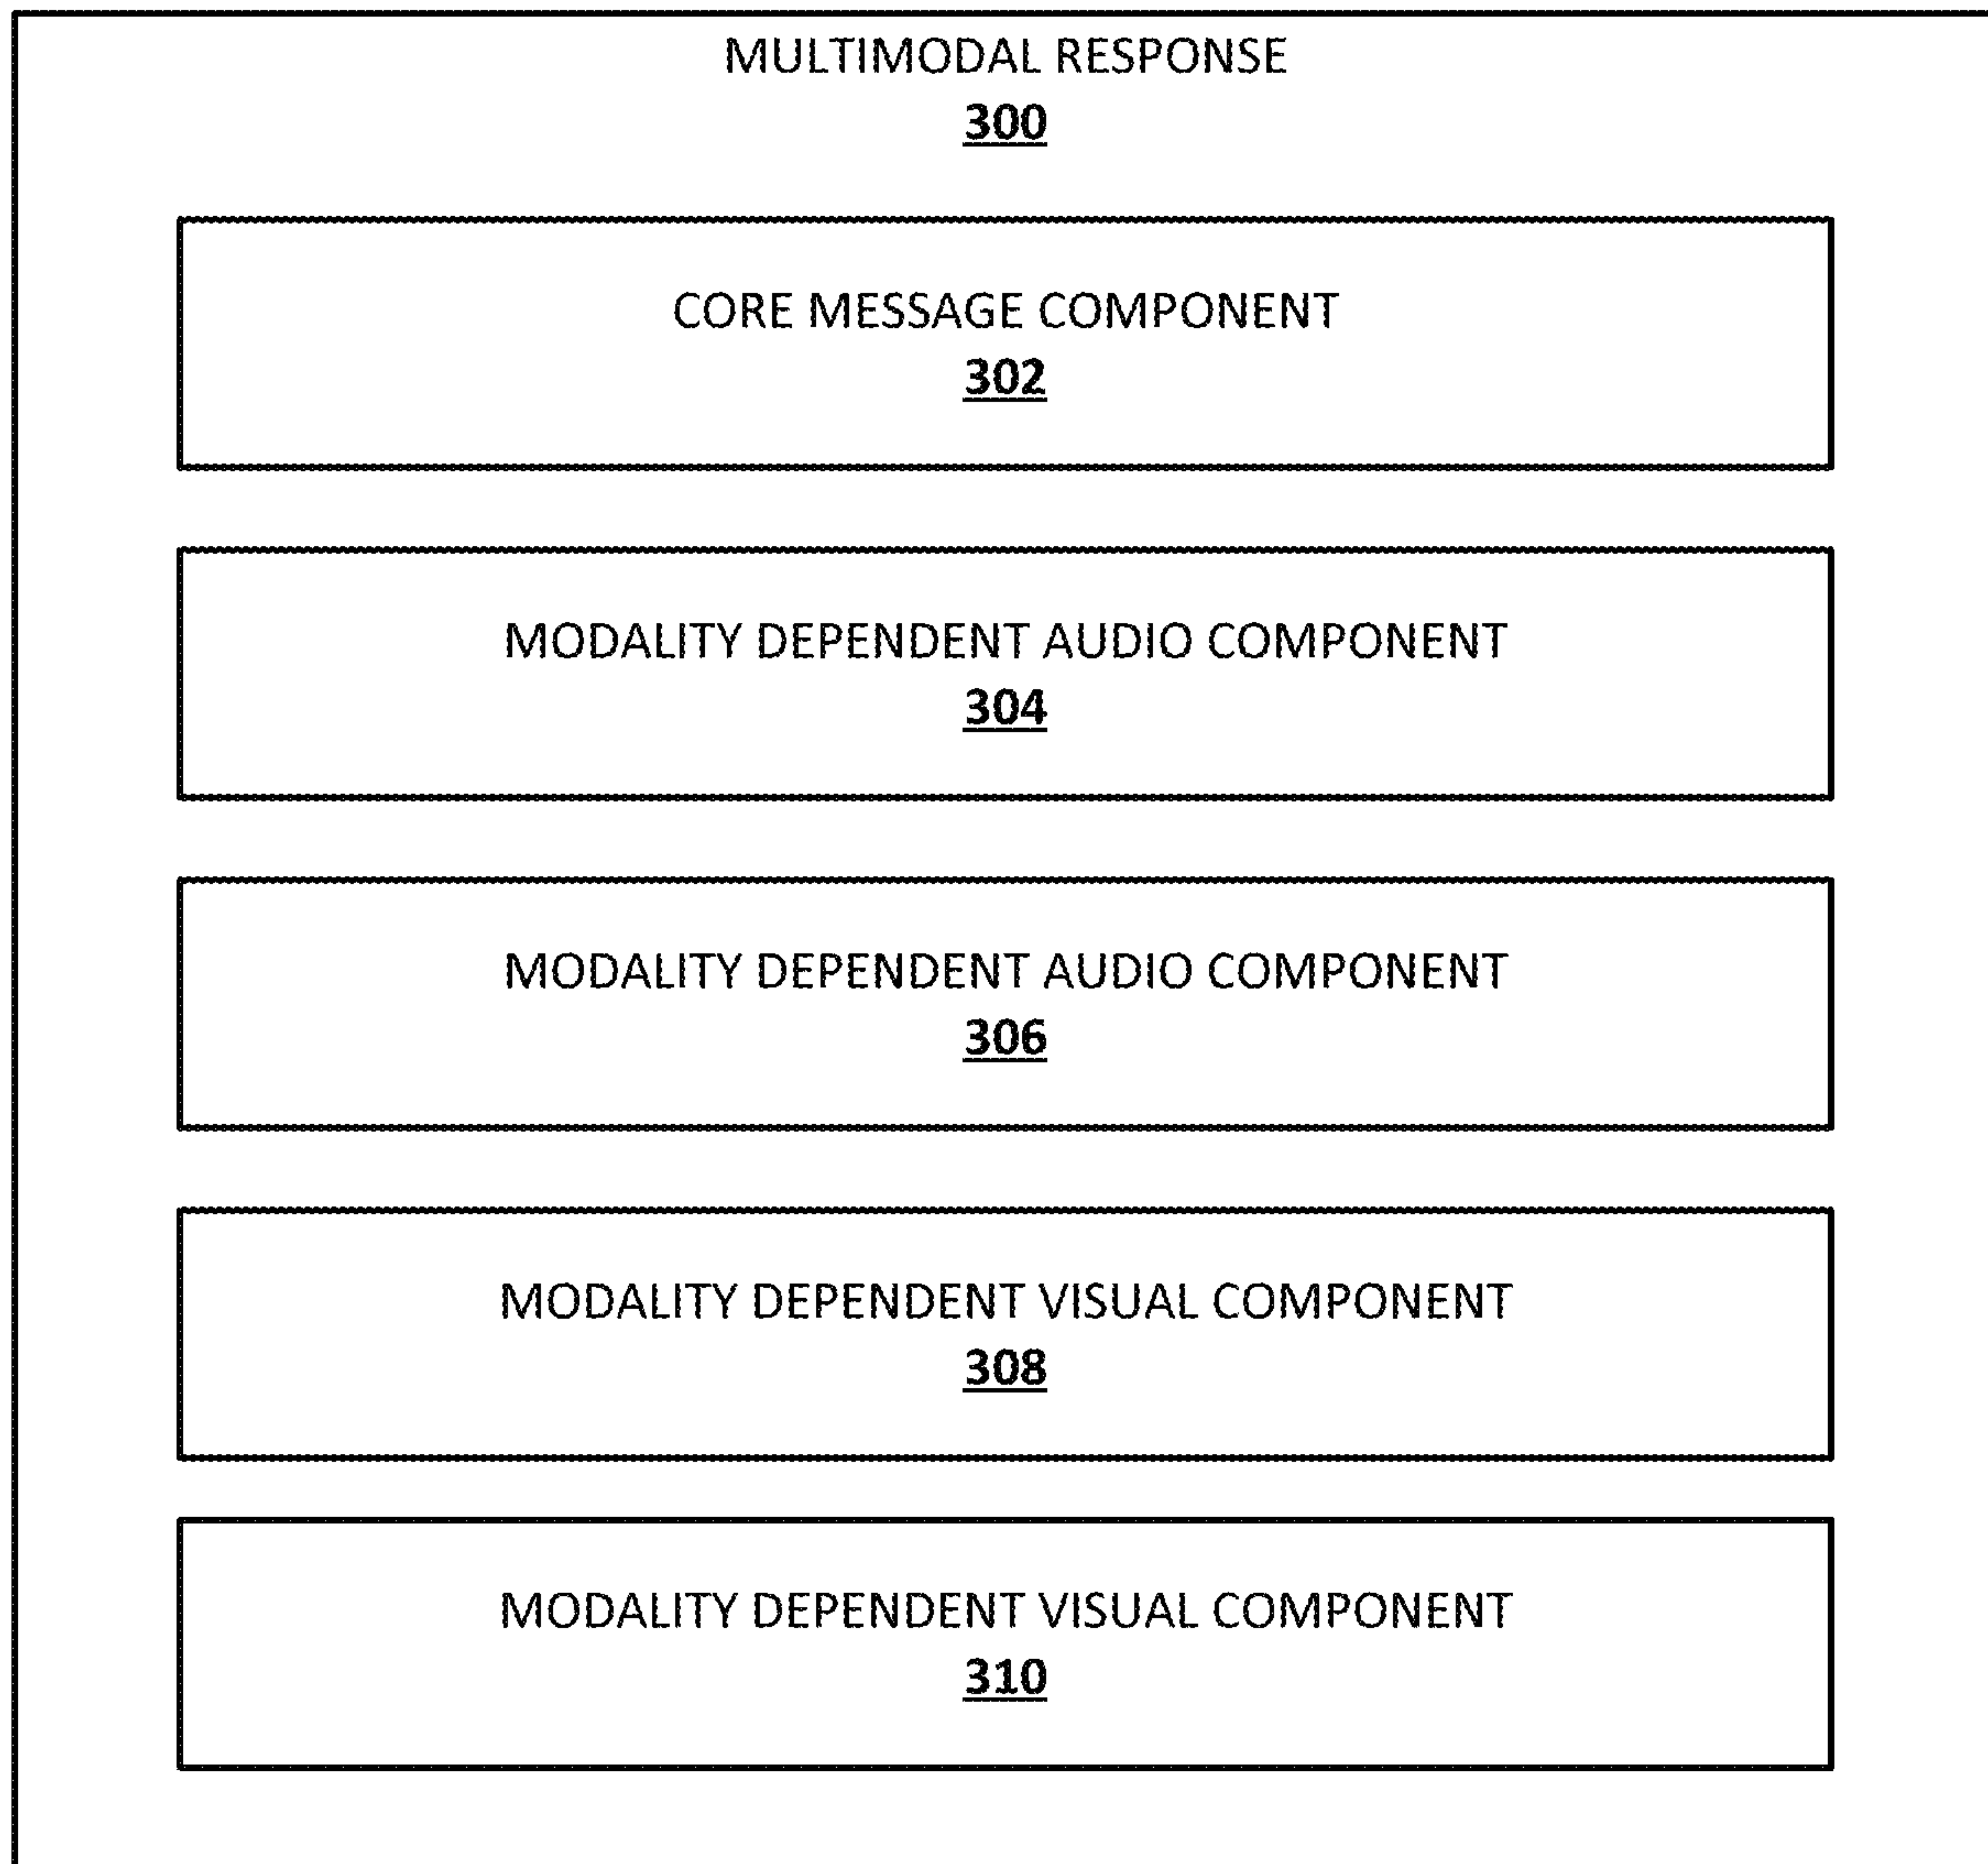 MULTIMODAL RESPONSE
300
CORE MESSAGE COMPONENT
302
MODALITY DEPENDENT AUDIO COMPONENT
304
MODALITY DEPENDENT AUDIO COMPONENT
306
MODALITY DEPENDENT VISUAL COMPONENT
308
MODALITY DEPENDENT VISUAL COMPONENT
310